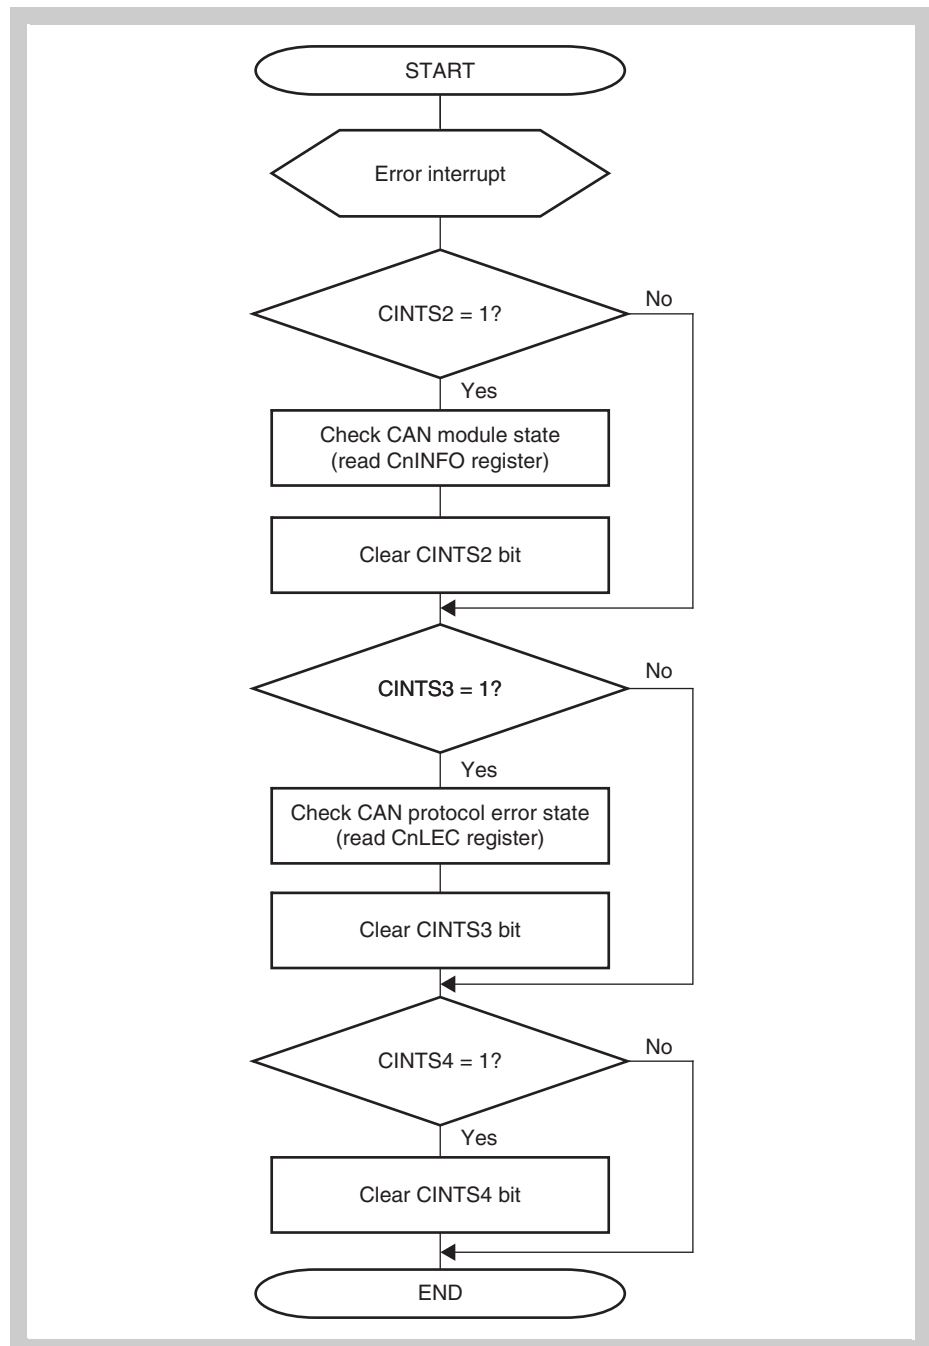 START
Error interrupt
CINTS2 = 1?
No
Yes
Check CAN module state
(read CnINFO register)
Clear CINTS2 bit
CINTS3 = 1?
No
Yes
Check CAN protocol error state
(read CnLEC register)
Clear CINTS3 bit
CINTS4 = 1?
No
Yes
Clear CINTS4 bit
END